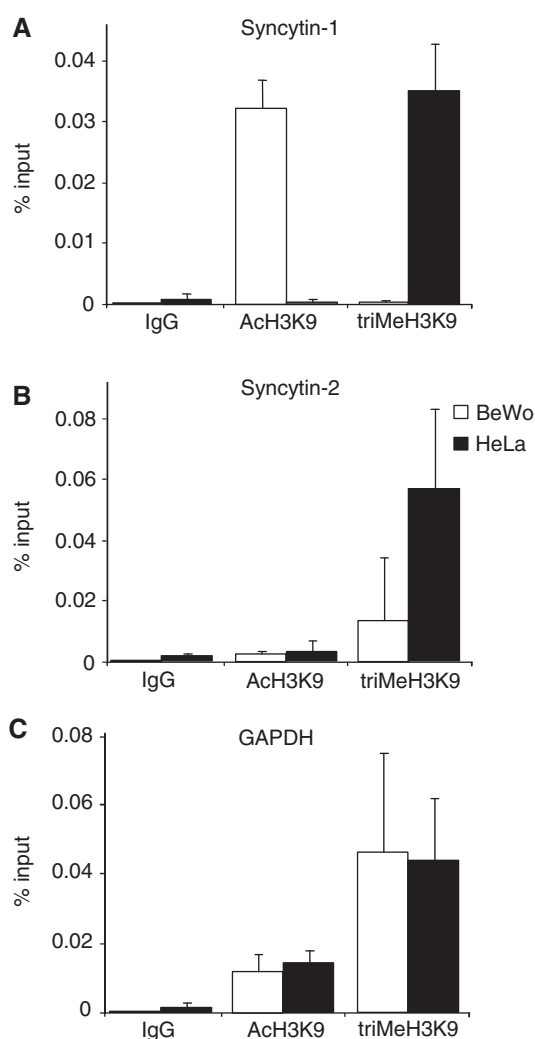 A
Syncytin-1
% input
0.04
0.03
0.02
0.01
0
IgG
AcH3K9
triMeH3K9
B
Syncytin-2
% input
0.08
0.06
0.04
0.02
0
BeWo
HeLa
IgG
AcH3K9
triMeH3K9
C
GAPDH
% input
0.08
0.06
0.04
0.02
0
IgG
AcH3K9
triMeH3K9